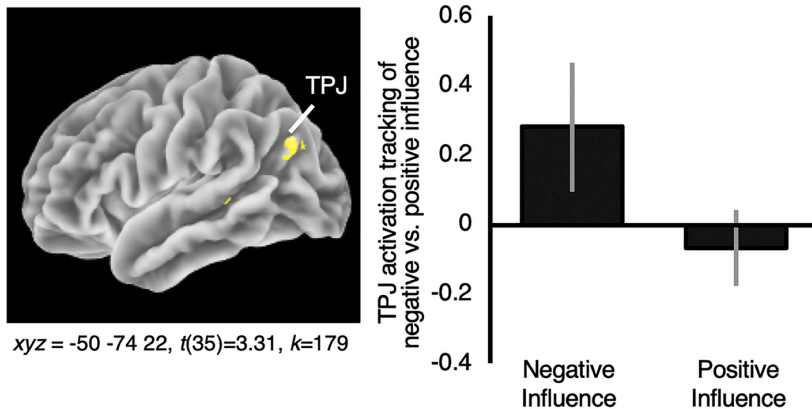 TPJ
k
xyz = -50 -74 22, t(35)=3.31, k=179
TPJ activation tracking of
negative vs. positive influence
0.6
0.4
0.2
0
-0.2
-0.4
Negative
Influence
Positive
Influence